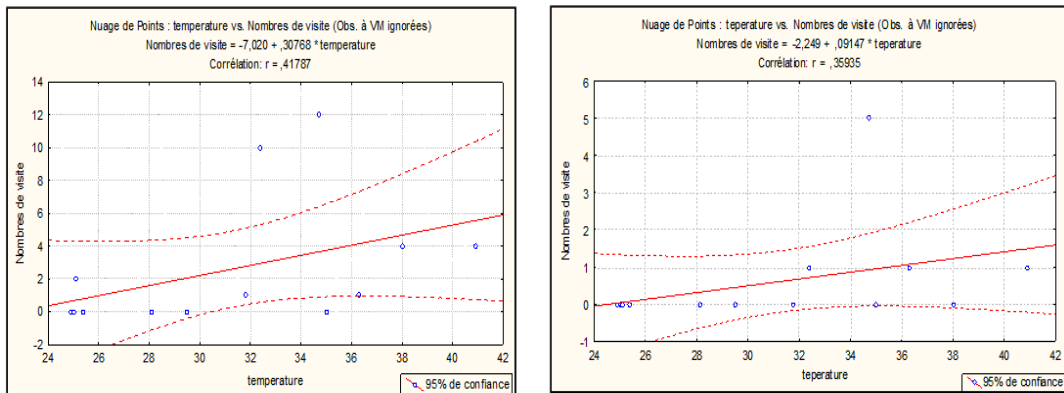 Nuage de Points : temperature vs. Nombres de visite (Obs. à VM ignorées)
Nombres de visite = -7,020 + ,30768 * temperature
Corrélation: r = ,41787
14
12
10
8
6
4
2
0
-2
Nombres de visite
24 26 28 30 32 34 36 38 40 42
temperature
95% de confiance
Nuage de Points : teperature vs. Nombres de visite (Obs. à VM ignorées)
Nombres de visite = -2,249 + ,09147 * teperature
Corrélation: r = ,35935
6
5
4
3
2
1
0
-1
Nombres de visite
24 26 28 30 32 34 36 38 40 42
teperature
95% de confiance